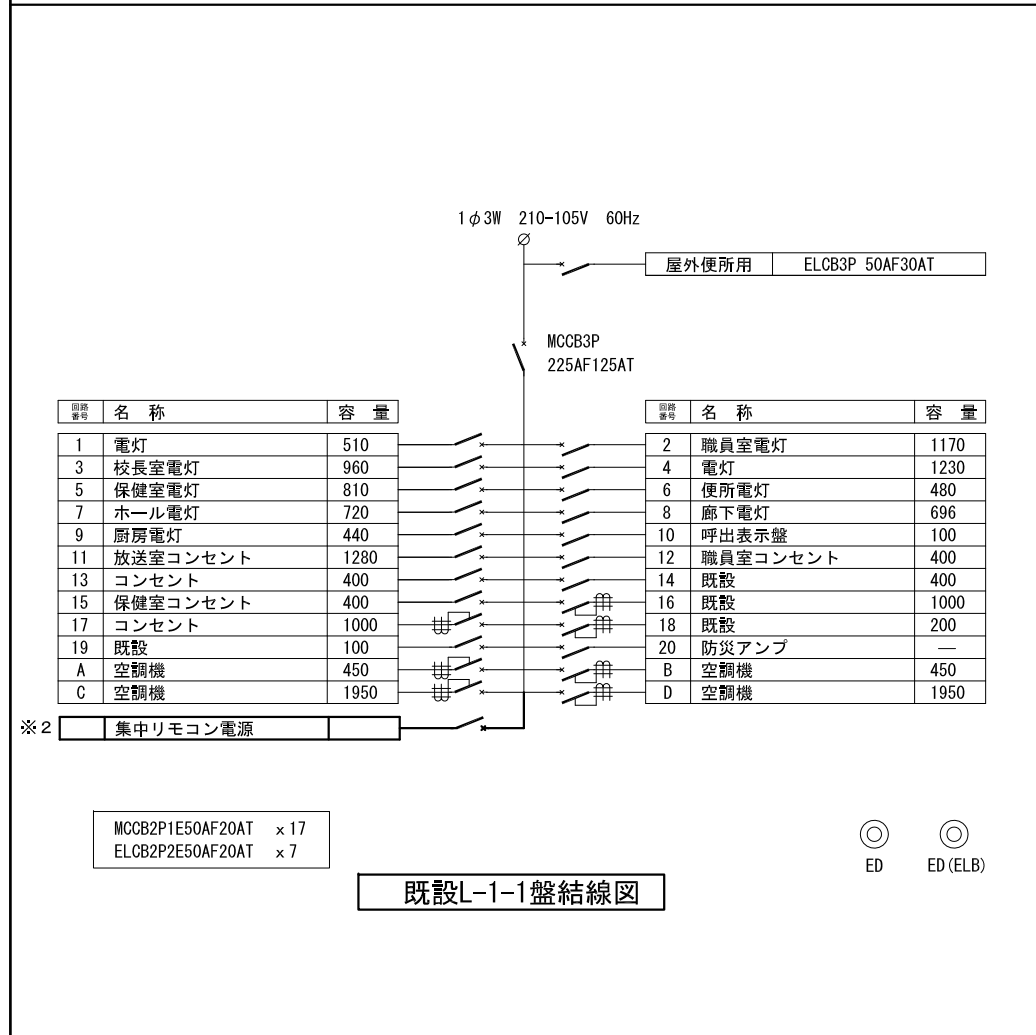 1φ3W 210-105V 60Hz
屋外便所用 ELCB3P 50AF30AT
MCCB3P
225AF125AT
回路番号 名 称 容 量
1 電灯 510
3 校長室電灯 960
5 保健室電灯 810
7 ホール電灯 720
9 厨房電灯 440
11 放送室コンセント 1280
13 コンセント 400
15 保健室コンセント 400
17 コンセント 1000
19 既設 100
A 空調機 450
C 空調機 1950
※2 集中リモコン電源
回路番号 名 称 容 量
2 職員室電灯 1170
4 電灯 1230
6 便所電灯 480
8 廊下電灯 696
10 呼出表示盤 100
12 職員室コンセント 400
14 既設 400
16 既設 1000
18 既設 200
20 防災アンプ —
B 空調機 450
D 空調機 1950
MCCB2P1E50AF20AT x17
ELCB2P2E50AF20AT x7
ED
ED(ELB)
既設L-1-1盤結線図